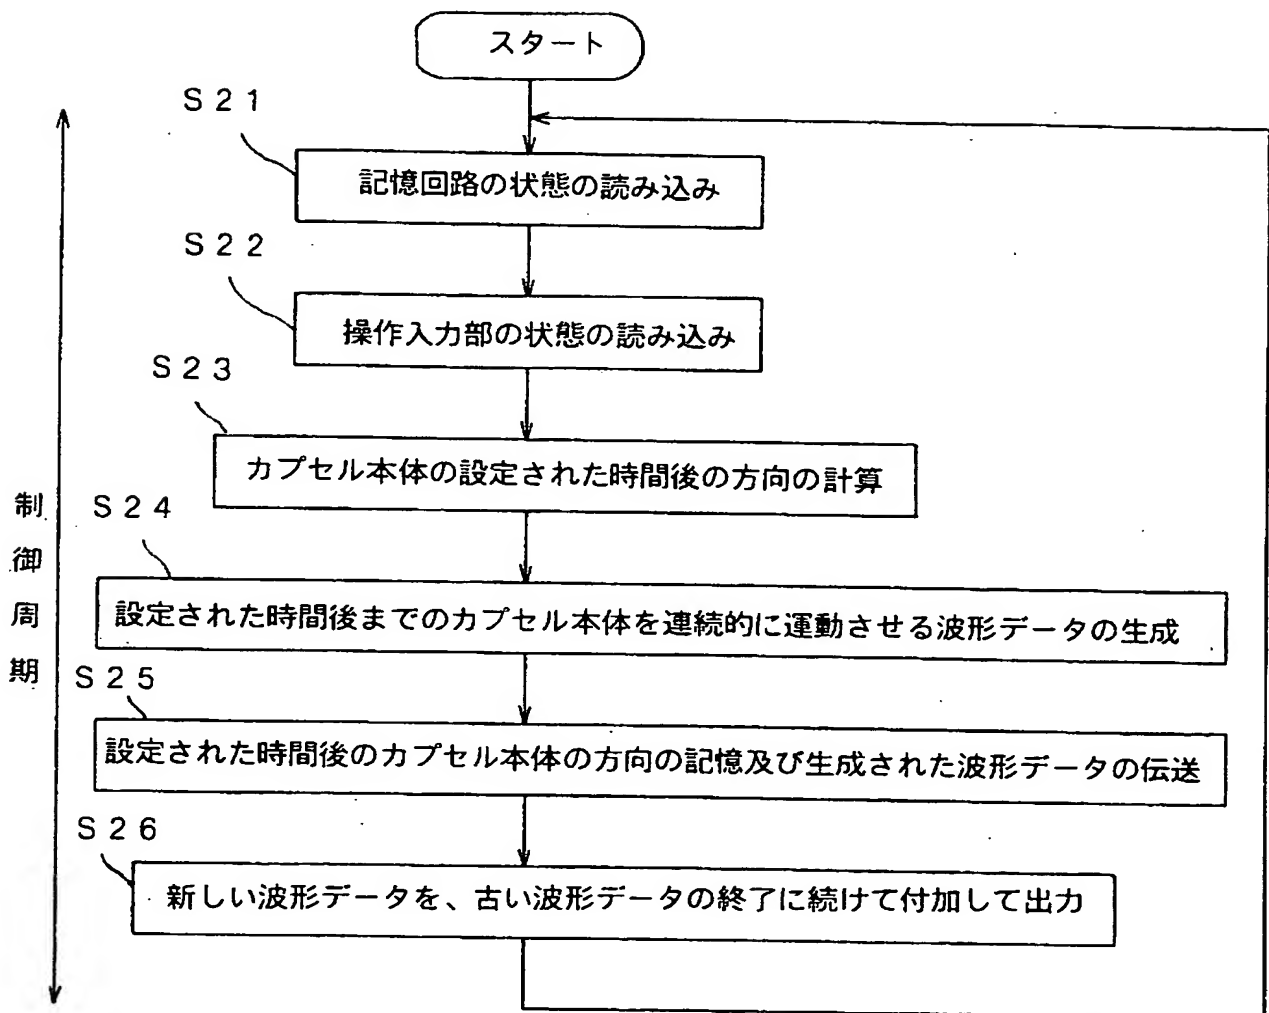 スタート
S21
記憶回路の状態の読み込み
S22
操作入力部の状態の読み込み
S23
カプセル本体の設定された時間後の方向の計算
S24
設定された時間後までのカプセル本体を連続的に運動させる波形データの生成
S25
設定された時間後のカプセル本体の方向の記憶及び生成された波形データの伝送
S26
新しい波形データを、古い波形データの終了に続けて付加して出力
制御周期